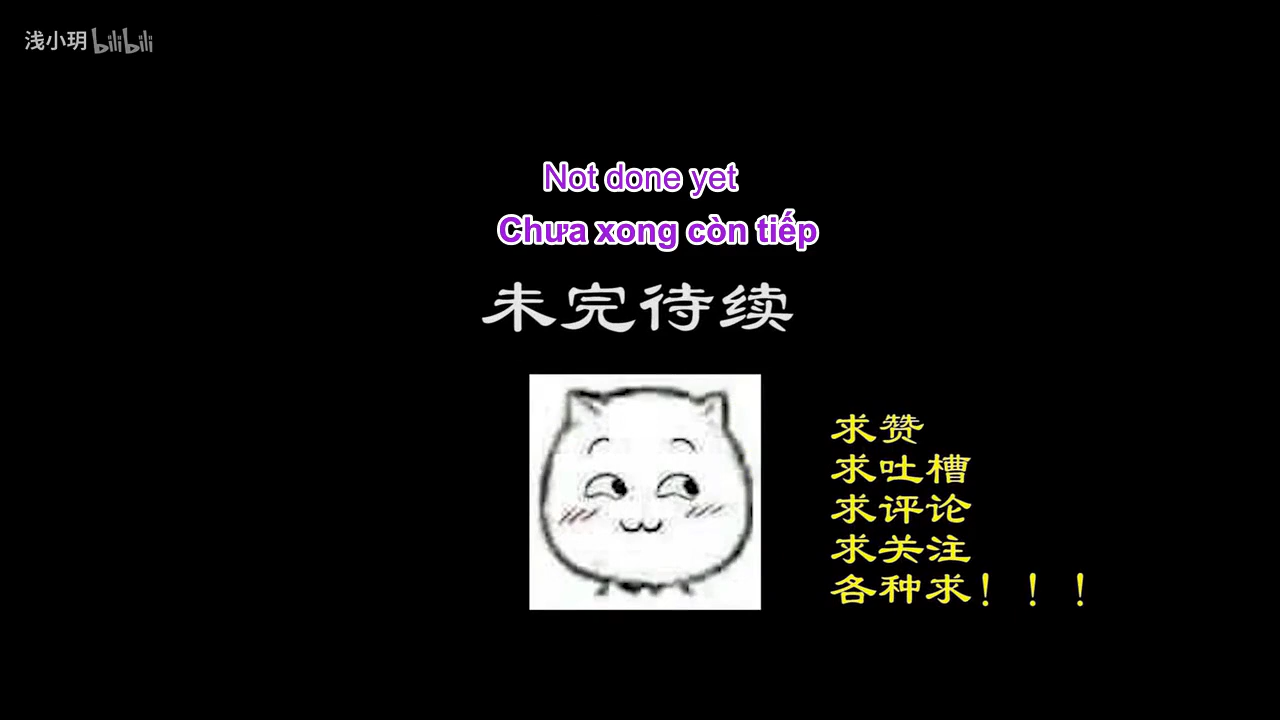 浅小玥 bilibili
Not done yet
Chưa xong còn tiếp
未完待续
求赞
求吐槽
求评论
求关注
各种求！！！